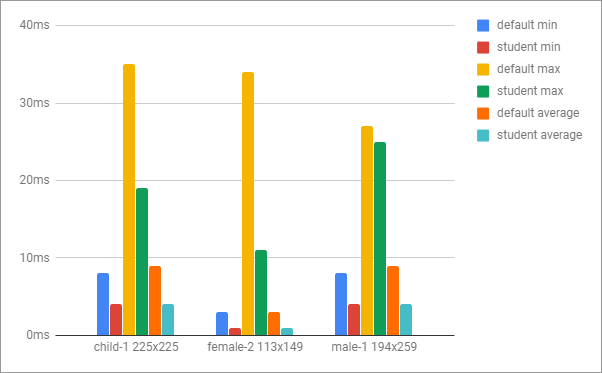 40ms
30ms
20ms
10ms
0ms
child-1 225x225
female-2 113x149
male-1 194x259
default min
student min
default max
student max
default average
student average